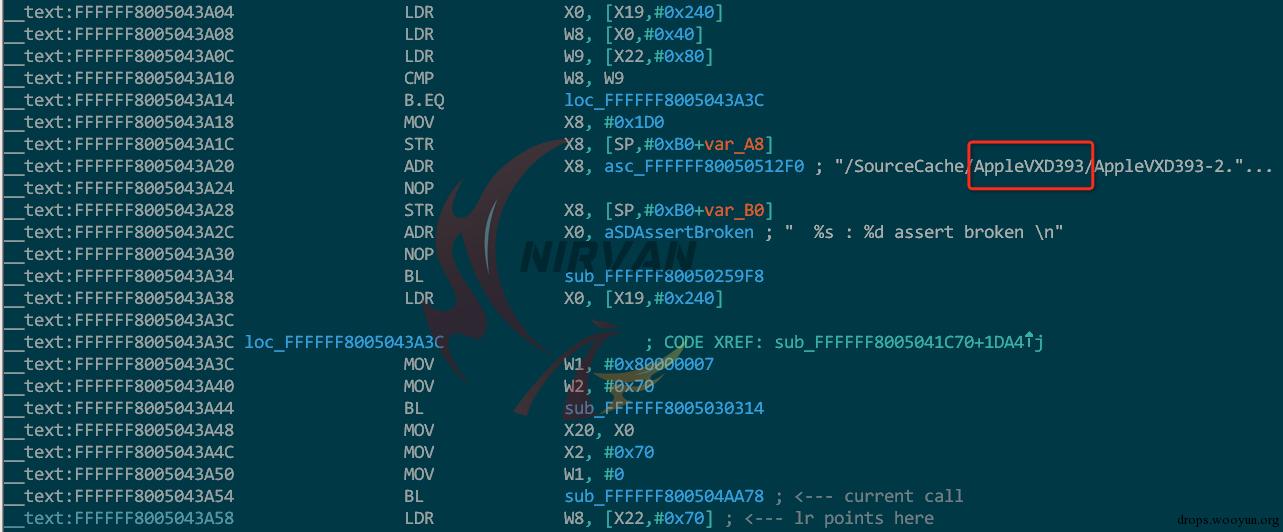 __text:FFFFFF8005043A04 LDR X0, [X19,#0x240]
__text:FFFFFF8005043A08 LDR W8, [X0,#0x40]
__text:FFFFFF8005043A0C LDR W9, [X22,#0x80]
__text:FFFFFF8005043A10 CMP W8, W9
__text:FFFFFF8005043A14 B.EQ loc_FFFFFF8005043A3C
__text:FFFFFF8005043A18 MOV X8, #0x1D0
__text:FFFFFF8005043A1C STR X8, [SP,#0xB0+var_A8]
__text:FFFFFF8005043A20 ADR X8, asc_FFFFFF80050512F0 ; "/SourceCache/AppleVXD393/AppleVXD393-2."...
__text:FFFFFF8005043A24 NOP
__text:FFFFFF8005043A28 STR X8, [SP,#0xB0+var_B0]
__text:FFFFFF8005043A2C ADR X0, aSDAssertBroken ; "  %s : %d assert broken \n"
__text:FFFFFF8005043A30 NOP
__text:FFFFFF8005043A34 BL sub_FFFFFF80050259F8
__text:FFFFFF8005043A38 LDR X0, [X19,#0x240]
__text:FFFFFF8005043A3C
__text:FFFFFF8005043A3C loc_FFFFFF8005043A3C ; CODE XREF: sub_FFFFFF8005041C70+1DA4↑j
__text:FFFFFF8005043A3C MOV W1, #0x80000007
__text:FFFFFF8005043A40 MOV W2, #0x70
__text:FFFFFF8005043A44 BL sub_FFFFFF8005030314
__text:FFFFFF8005043A48 MOV X20, X0
__text:FFFFFF8005043A4C MOV X2, #0x70
__text:FFFFFF8005043A50 MOV W1, #0
__text:FFFFFF8005043A54 BL sub_FFFFFF800504AA78 ; <--- current call
__text:FFFFFF8005043A58 LDR W8, [X22,#0x70] ; <--- lr points here
NIRVAN
drops.wooyun.org